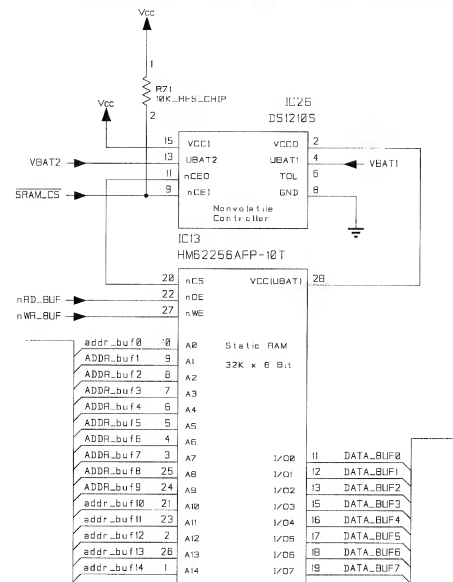 Vcc
1
R71
10K_RES_CHIP
2
Vcc
IC26
DS1210S
15 VCCI VCCO 2
VBAT2 13 UBAT2 UBAT1 4 VBAT1
11 nCEO TOL 6
SRAM_CS 9 nCEI GND 8
Nonvolatile
Controller
IC13
HM62256AFP-10T
20 nCS VCC(UBAT) 28
nRD_BUF 22 nOE
nWR_BUF 27 nWE
addr_buf0 10 A0 Static RAM
ADDR_buf1 9 A1 32K x 8 Bit
ADDR_buf2 8 A2
ADDR_buf3 7 A3
ADDR_buf4 6 A4
ADDR_buf5 5 A5
ADDR_buf6 4 A6
ADDR_buf7 3 A7 I/O0 11 DATA_BUF0
ADDR_buf8 25 A8 I/O1 12 DATA_BUF1
ADDR_buf9 24 A9 I/O2 13 DATA_BUF2
addr_buf10 21 A10 I/O3 15 DATA_BUF3
addr_buf11 23 A11 I/O4 16 DATA_BUF4
addr_buf12 2 A12 I/O5 17 DATA_BUF5
addr_buf13 26 A13 I/O6 18 DATA_BUF6
addr_buf14 1 A14 I/O7 19 DATA_BUF7